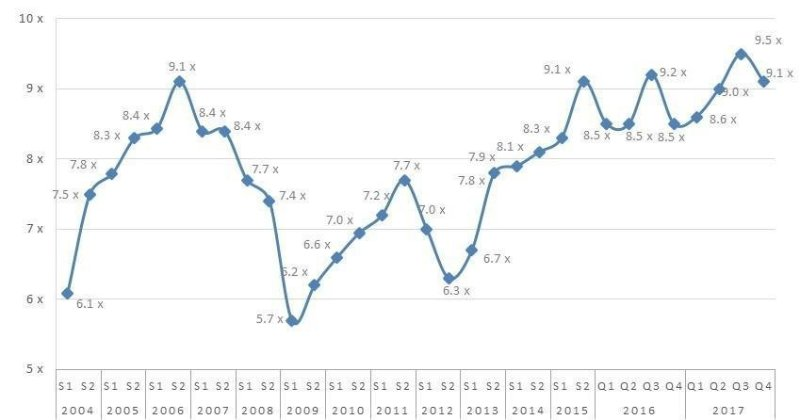 10 x
9.5 x
9.1 x
9.1 x
9.2 x
9.1 x
9 x
9.0 x
8.4 x
8.4 x
8.4 x
8.3 x
8.3 x
8.5 x
8.5 x
8.5 x
8.6 x
8 x
8.1 x
7.9 x
7.8 x
7.7 x
7.7 x
7.8 x
7.5 x
7.4 x
7.2 x
7 x
7.0 x
7.0 x
6.6 x
6.7 x
6 x
6.1 x
6.2 x
6.3 x
5.7 x
5 x
S1 S2 S1 S2 S1 S2 S1 S2 S1 S2 S1 S2 S1 S2 S1 S2 S1 S2 S1 S2 S1 S2 S1 S2 Q1 Q2 Q3 Q4 Q1 Q2 Q3 Q4
2004 2005 2006 2007 2008 2009 2010 2011 2012 2013 2014 2015 2016 2017